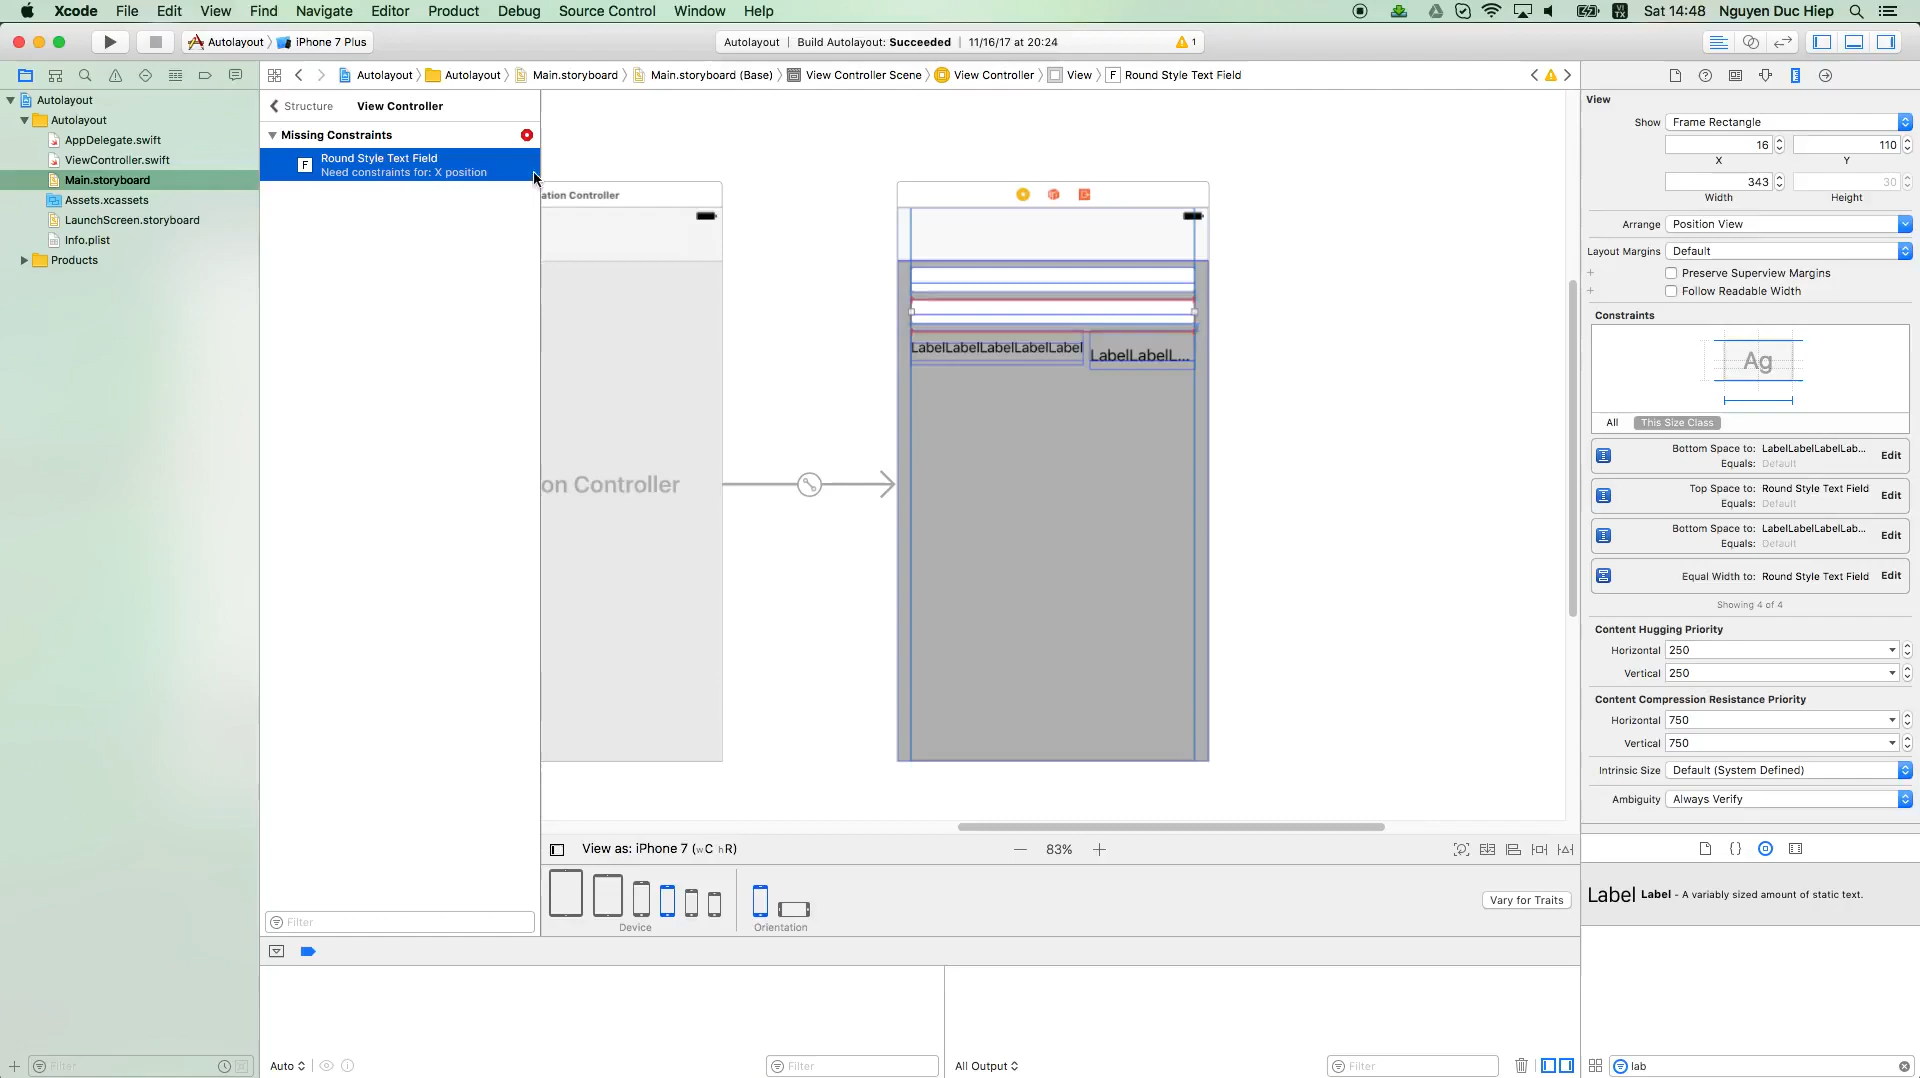 Xcode File Edit View Find Navigate Editor Product Debug Source Control Window Help
VI
TX
Sat 14:48 Nguyen Duc Hiep
Autolayout iPhone 7 Plus
Autolayout | Build Autolayout: Succeeded | 11/16/17 at 20:24
1
Autolayout Autolayout Main.storyboard Main.storyboard (Base) View Controller Scene View Controller View F Round Style Text Field
Autolayout
Autolayout
AppDelegate.swift
ViewController.swift
Main.storyboard
Assets.xcassets
LaunchScreen.storyboard
Info.plist
Products
Filter
Structure View Controller
Missing Constraints
F
Round Style Text Field
Need constraints for: X position
Filter
ation Controller
on Controller
LabelLabelLabelLabelLabel
LabelLabelL...
View as: iPhone 7 (wC hR)
83%
Device
Orientation
Vary for Traits
Auto
Filter
All Output
Filter
View
Show Frame Rectangle
16 110
X Y
343 30
Width Height
Arrange Position View
Layout Margins Default
Preserve Superview Margins
Follow Readable Width
Constraints
Ag
All This Size Class
Bottom Space to: LabelLabelLabelLab... Edit
Equals: Default
Top Space to: Round Style Text Field Edit
Equals: Default
Bottom Space to: LabelLabelLabelLab... Edit
Equals: Default
Equal Width to: Round Style Text Field Edit
Showing 4 of 4
Content Hugging Priority
Horizontal 250
Vertical 250
Content Compression Resistance Priority
Horizontal 750
Vertical 750
Intrinsic Size Default (System Defined)
Ambiguity Always Verify
Label Label - A variably sized amount of static text.
lab